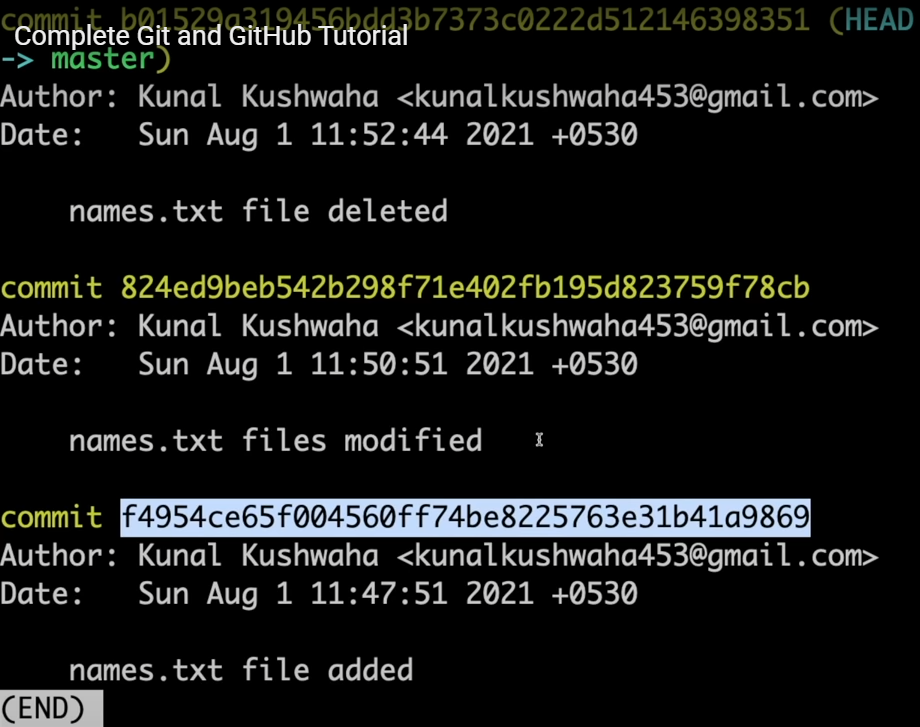 commit b01529a319456bdd3b7373c0222d512146398351 (HEAD
Complete Git and GitHub Tutorial
-> master)
Author: Kunal Kushwaha <kunalkushwaha453@gmail.com>
Date:   Sun Aug 1 11:52:44 2021 +0530
names.txt file deleted
commit 824ed9beb542b298f71e402fb195d823759f78cb
Author: Kunal Kushwaha <kunalkushwaha453@gmail.com>
Date:   Sun Aug 1 11:50:51 2021 +0530
names.txt files modified
commit f4954ce65f004560ff74be8225763e31b41a9869
Author: Kunal Kushwaha <kunalkushwaha453@gmail.com>
Date:   Sun Aug 1 11:47:51 2021 +0530
names.txt file added
(END)